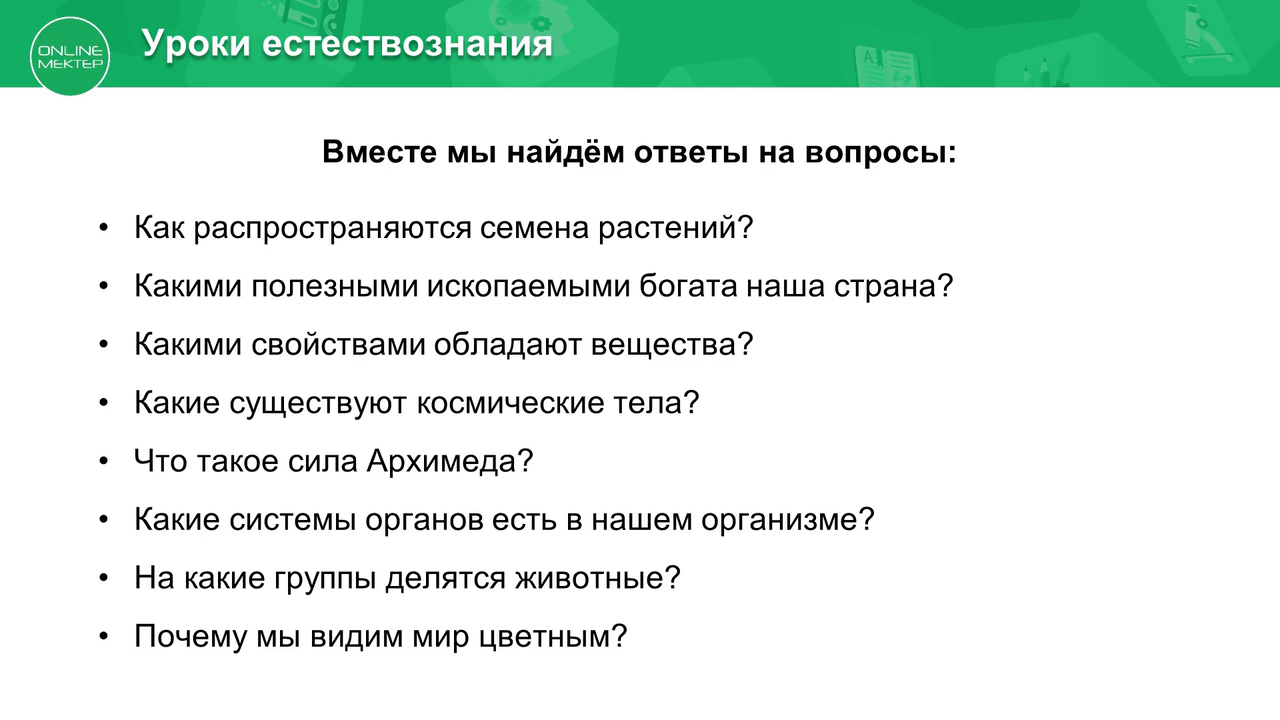 ONLINE
МЕКТЕР
Уроки естествознания
Вместе мы найдём ответы на вопросы:
• Как распространяются семена растений?
• Какими полезными ископаемыми богата наша страна?
• Какими свойствами обладают вещества?
• Какие существуют космические тела?
• Что такое сила Архимеда?
• Какие системы органов есть в нашем организме?
• На какие группы делятся животные?
• Почему мы видим мир цветным?